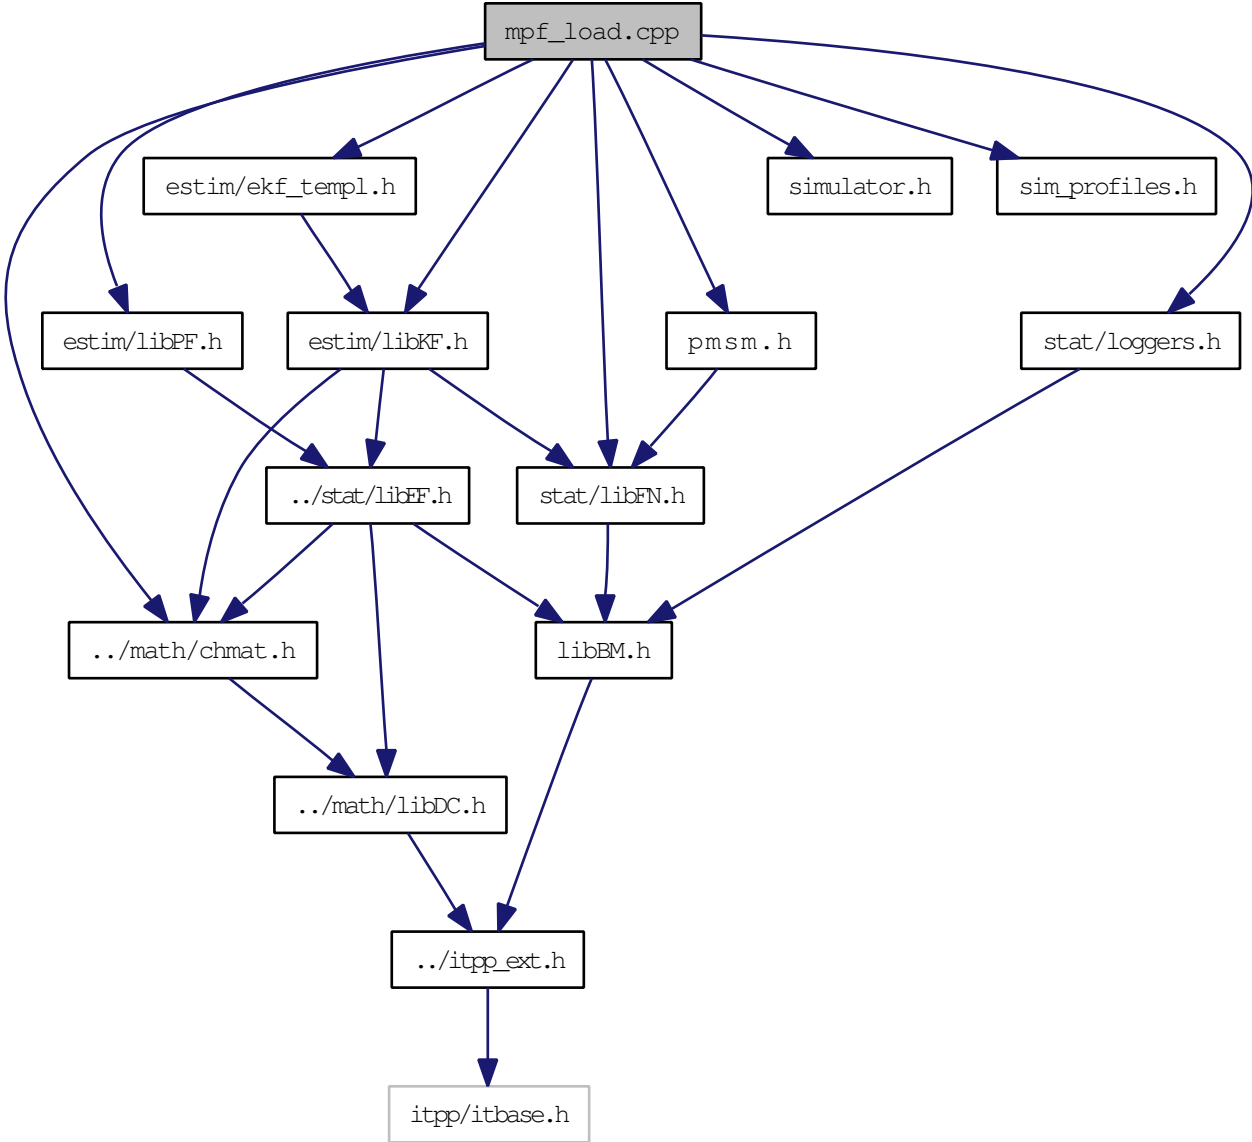 mpf_load.cpp
estim/ekf_templ.h
simulator.h
sim_profiles.h
estim/libPF.h
estim/libKF.h
pmsm.h
stat/loggers.h
../stat/libEF.h
stat/libFN.h
../math/chmat.h
libBM.h
../math/libDC.h
../itpp_ext.h
itpp/itbase.h